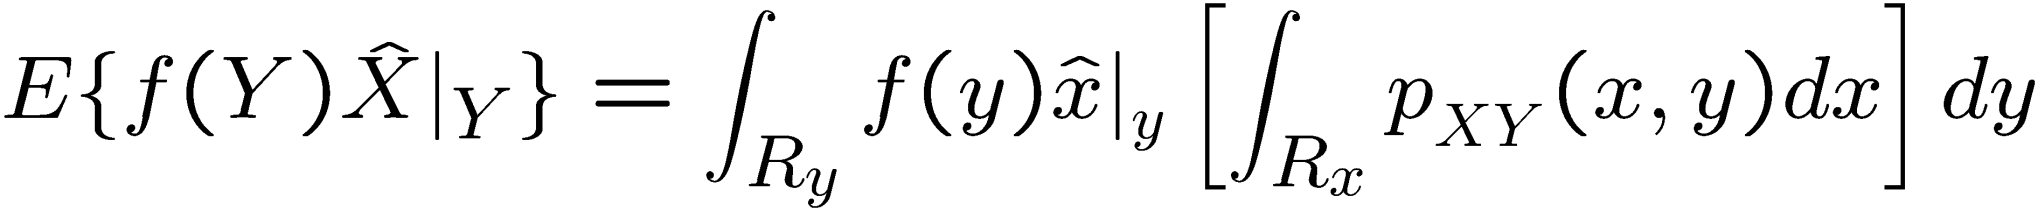 E\{f(Y)\hat{X}|_Y\} = \int_{R_y} f(y)\hat{x}|_y \left[ \int_{R_x} p_{XY}(x, y)dx \right] dy